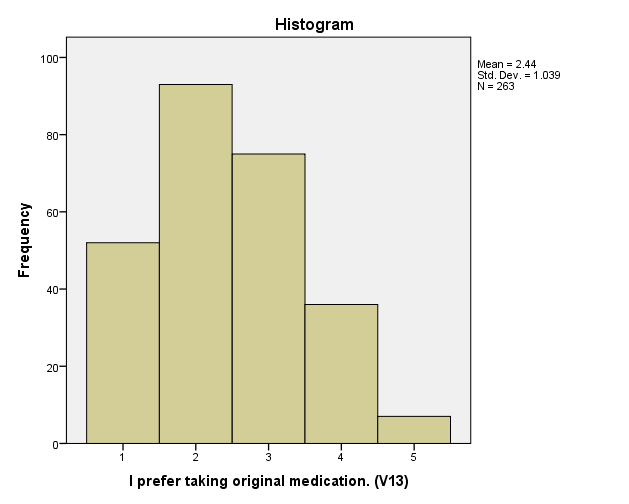 Histogram
100
80
60
40
20
0
Frequency
1 2 3 4 5
I prefer taking original medication. (V13)
Mean = 2.44
Std. Dev. = 1.039
N = 263